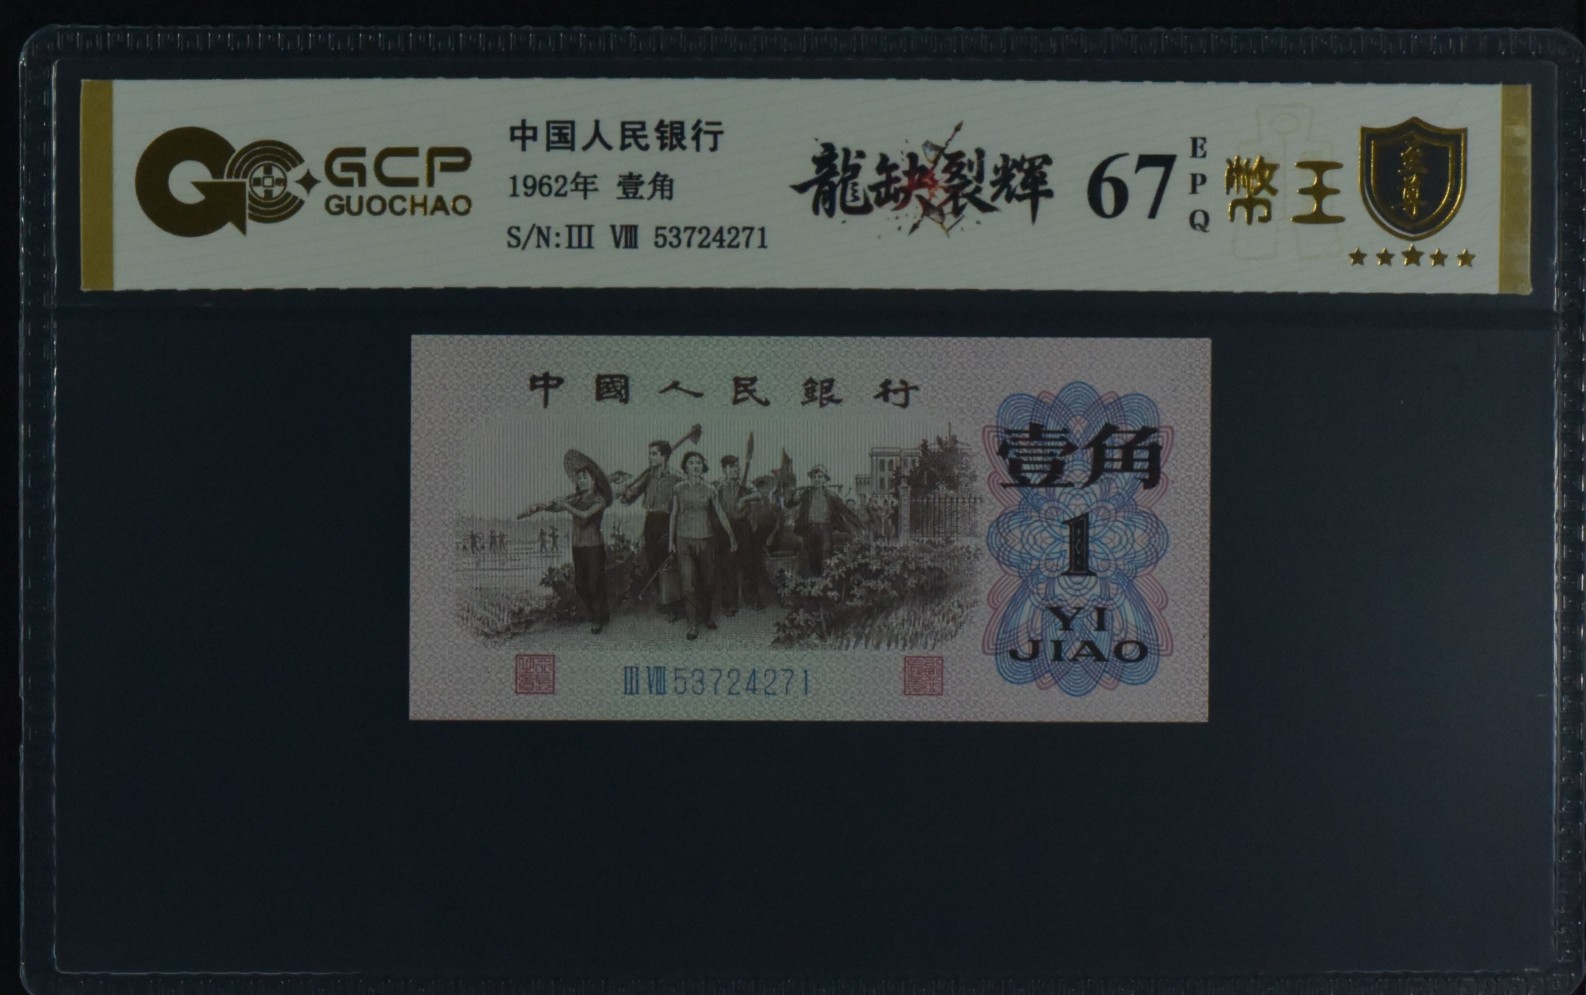 GCP
GUOCHAO
中国人民银行
1962年 壹角
S/N:Ⅲ Ⅷ 53724271
龍缺裂辉
67
EPQ
幣王
至尊
中國人民銀行
壹角
1
YI
JIAO
Ⅲ Ⅷ 53724271